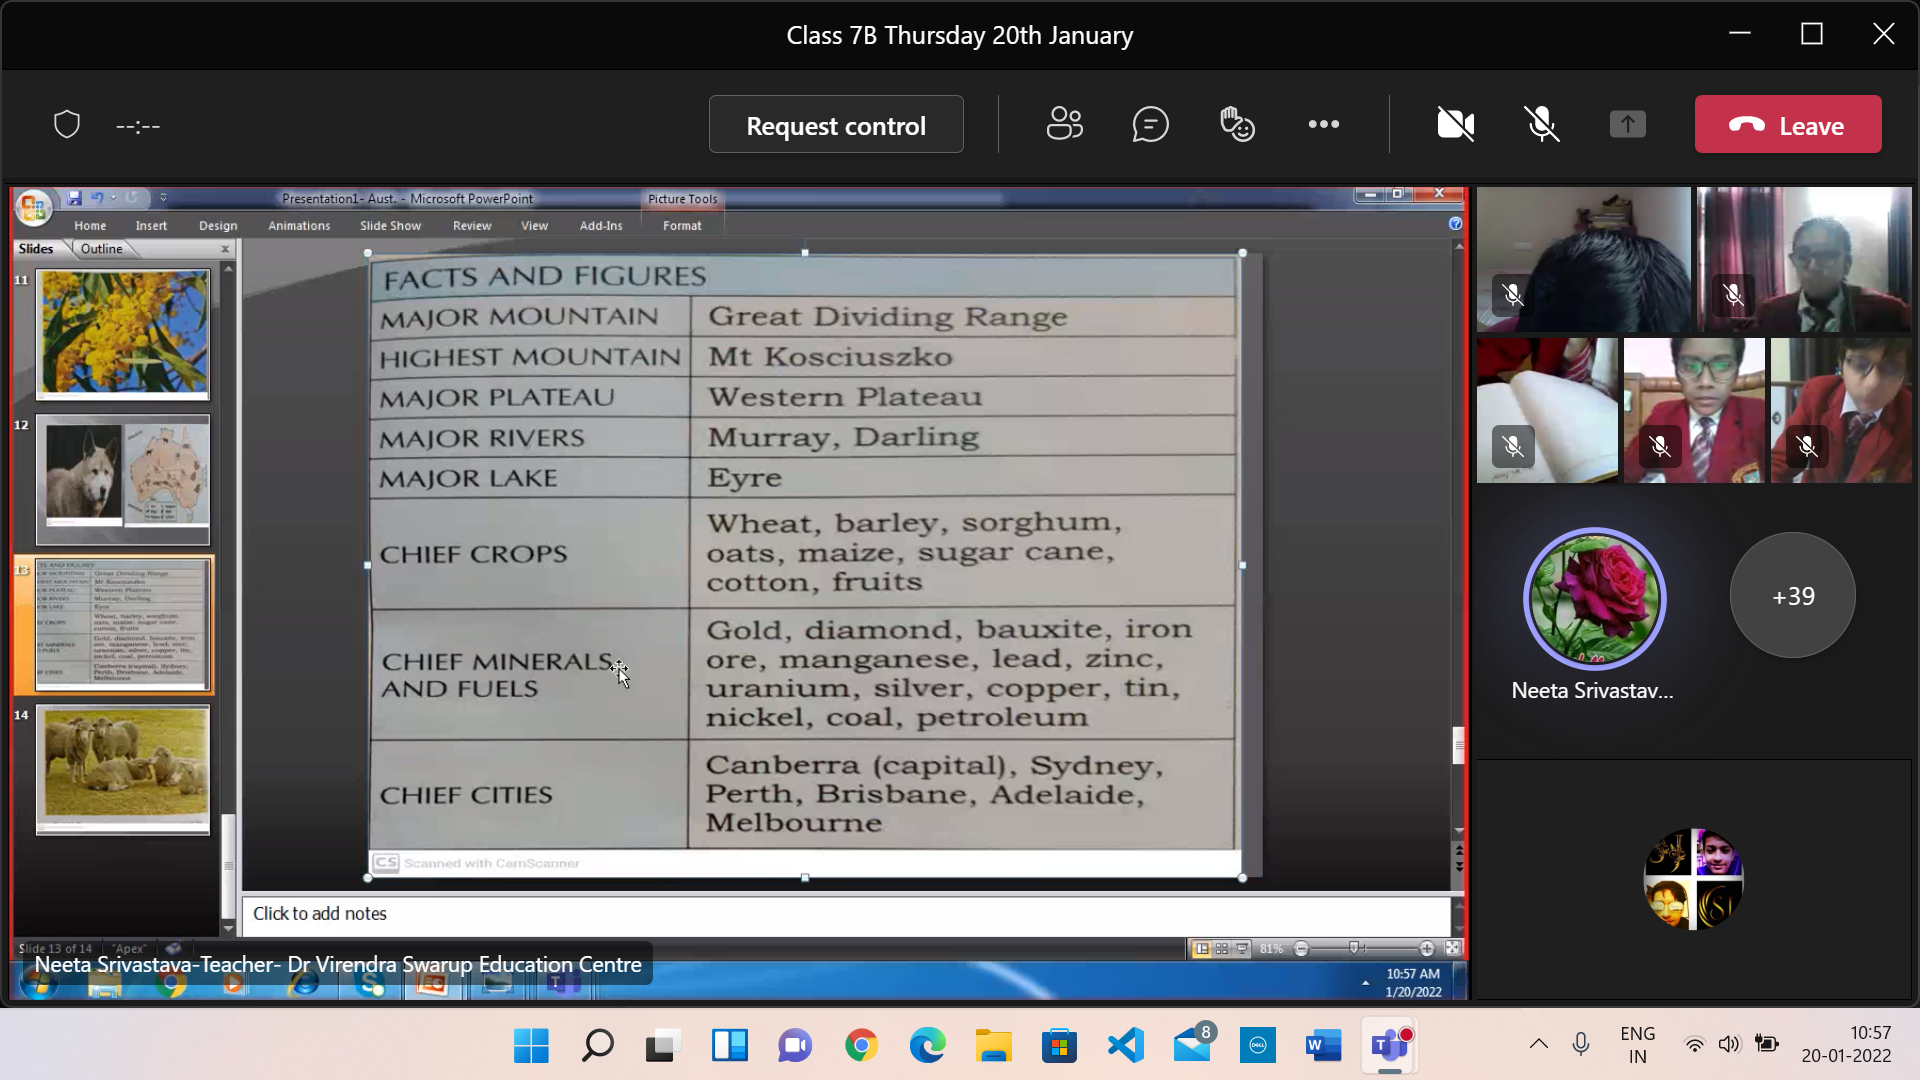 Class 7B Thursday 20th January
--:--
Request control
Leave
Presentation1- Aust. - Microsoft PowerPoint
Picture Tools
Home Insert Design Animations Slide Show Review View Add-Ins Format
Slides Outline x
11
12
13
14
FACTS AND FIGURES
MAJOR MOUNTAIN Great Dividing Range
HIGHEST MOUNTAIN Mt Kosciuszko
MAJOR PLATEAU Western Plateau
MAJOR RIVERS Murray, Darling
MAJOR LAKE Eyre
CHIEF CROPS
Wheat, barley, sorghum,
oats, maize, sugar cane,
cotton, fruits
CHIEF MINERALS
AND FUELS
Gold, diamond, bauxite, iron
ore, manganese, lead, zinc,
uranium, silver, copper, tin,
nickel, coal, petroleum
CHIEF CITIES
Canberra (capital), Sydney,
Perth, Brisbane, Adelaide,
Melbourne
CS Scanned with CamScanner
Click to add notes
Slide 13 of 14 "Apex" 81%
Neeta Srivastava-Teacher- Dr Virendra Swarup Education Centre
10:57 AM
1/20/2022
Neeta Srivastav...
+39
8
ENG
IN
10:57
20-01-2022